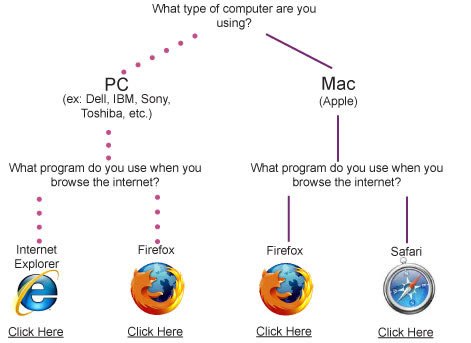 What type of computer are you
using?
PC
(ex: Dell, IBM, Sony,
Toshiba, etc.)
Mac
(Apple)
What program do you use when you
browse the internet?
What program do you use when you
browse the internet?
Internet
Explorer
Firefox
Firefox
Safari
Click Here
Click Here
Click Here
Click Here